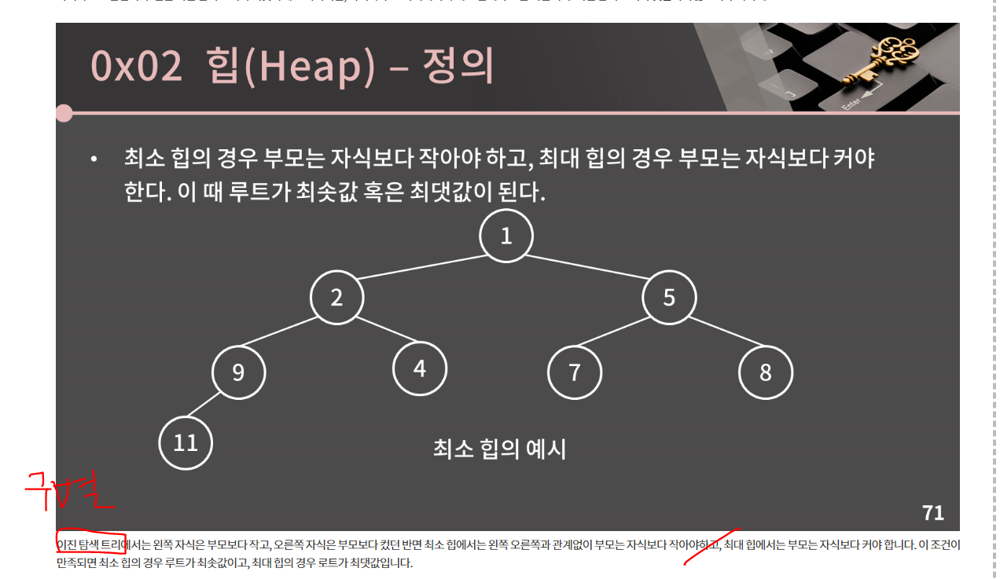 0x02 힙(Heap) – 정의
Enter
• 최소 힙의 경우 부모는 자식보다 작아야 하고, 최대 힙의 경우 부모는 자식보다 커야
한다. 이 때 루트가 최솟값 혹은 최댓값이 된다.
1
2 5
9 4 7 8
11
최소 힙의 예시
구별
71
이진 탐색 트리에서는 왼쪽 자식은 부모보다 작고, 오른쪽 자식은 부모보다 컸던 반면 최소 힙에서는 왼쪽 오른쪽과 관계없이 부모는 자식보다 작아야하고, 최대 힙에서는 부모는 자식보다 커야 합니다. 이 조건이
만족되면 최소 힙의 경우 루트가 최솟값이고, 최대 힙의 경우 로트가 최댓값입니다.